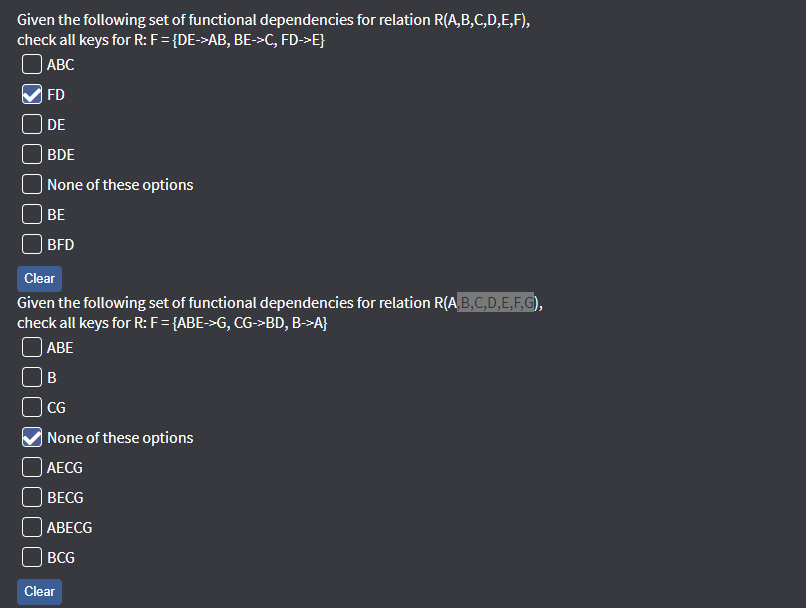 Given the following set of functional dependencies for relation R(A,B,C,D,E,F),
check all keys for R: F = {DE->AB, BE->C, FD->E}
ABC
FD
DE
BDE
None of these options
BE
BFD
Clear
Given the following set of functional dependencies for relation R(A,B,C,D,E,F,G),
check all keys for R: F = {ABE->G, CG->BD, B->A}
ABE
B
CG
None of these options
AECG
BECG
ABECG
BCG
Clear